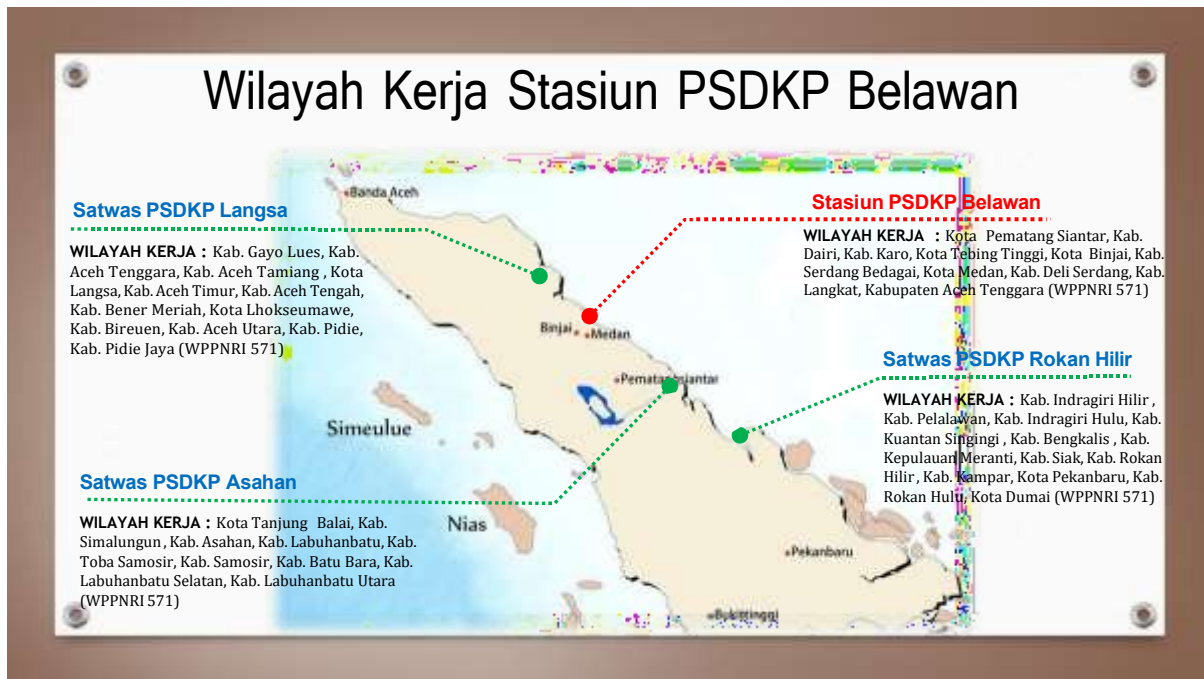 Wilayah Kerja Stasiun PSDKP Belawan
Banda Aceh
Satwas PSDKP Langsa
WILAYAH KERJA : Kab. Gayo Lues, Kab.
Aceh Tenggara, Kab. Aceh Tamiang , Kota
Langsa, Kab. Aceh Timur, Kab. Aceh Tengah,
Kab. Bener Meriah, Kota Lhokseumawe,
Kab. Bireuen, Kab. Aceh Utara, Kab. Pidie,
Kab. Pidie Jaya (WPPNRI 571)
Stasiun PSDKP Belawan
WILAYAH KERJA : Kota Pematang Siantar, Kab.
Dairi, Kab. Karo, Kota Tebing Tinggi, Kota Binjai, Kab.
Serdang Bedagai, Kota Medan, Kab. Deli Serdang, Kab.
Langkat, Kabupaten Aceh Tenggara (WPPNRI 571)
Binjai
Medan
Pematangsiantar
Simeulue
Nias
Satwas PSDKP Rokan Hilir
WILAYAH KERJA : Kab. Indragiri Hilir ,
Kab. Pelalawan, Kab. Indragiri Hulu, Kab.
Kuantan Singingi , Kab. Bengkalis , Kab.
Kepulauan Meranti, Kab. Siak, Kab. Rokan
Hilir , Kab. Kampar, Kota Pekanbaru, Kab.
Rokan Hulu, Kota Dumai (WPPNRI 571)
Satwas PSDKP Asahan
WILAYAH KERJA : Kota Tanjung Balai, Kab.
Simalungun , Kab. Asahan, Kab. Labuhanbatu, Kab.
Toba Samosir, Kab. Samosir, Kab. Batu Bara, Kab.
Labuhanbatu Selatan, Kab. Labuhanbatu Utara
(WPPNRI 571)
Pekanbaru
Bukittinggi